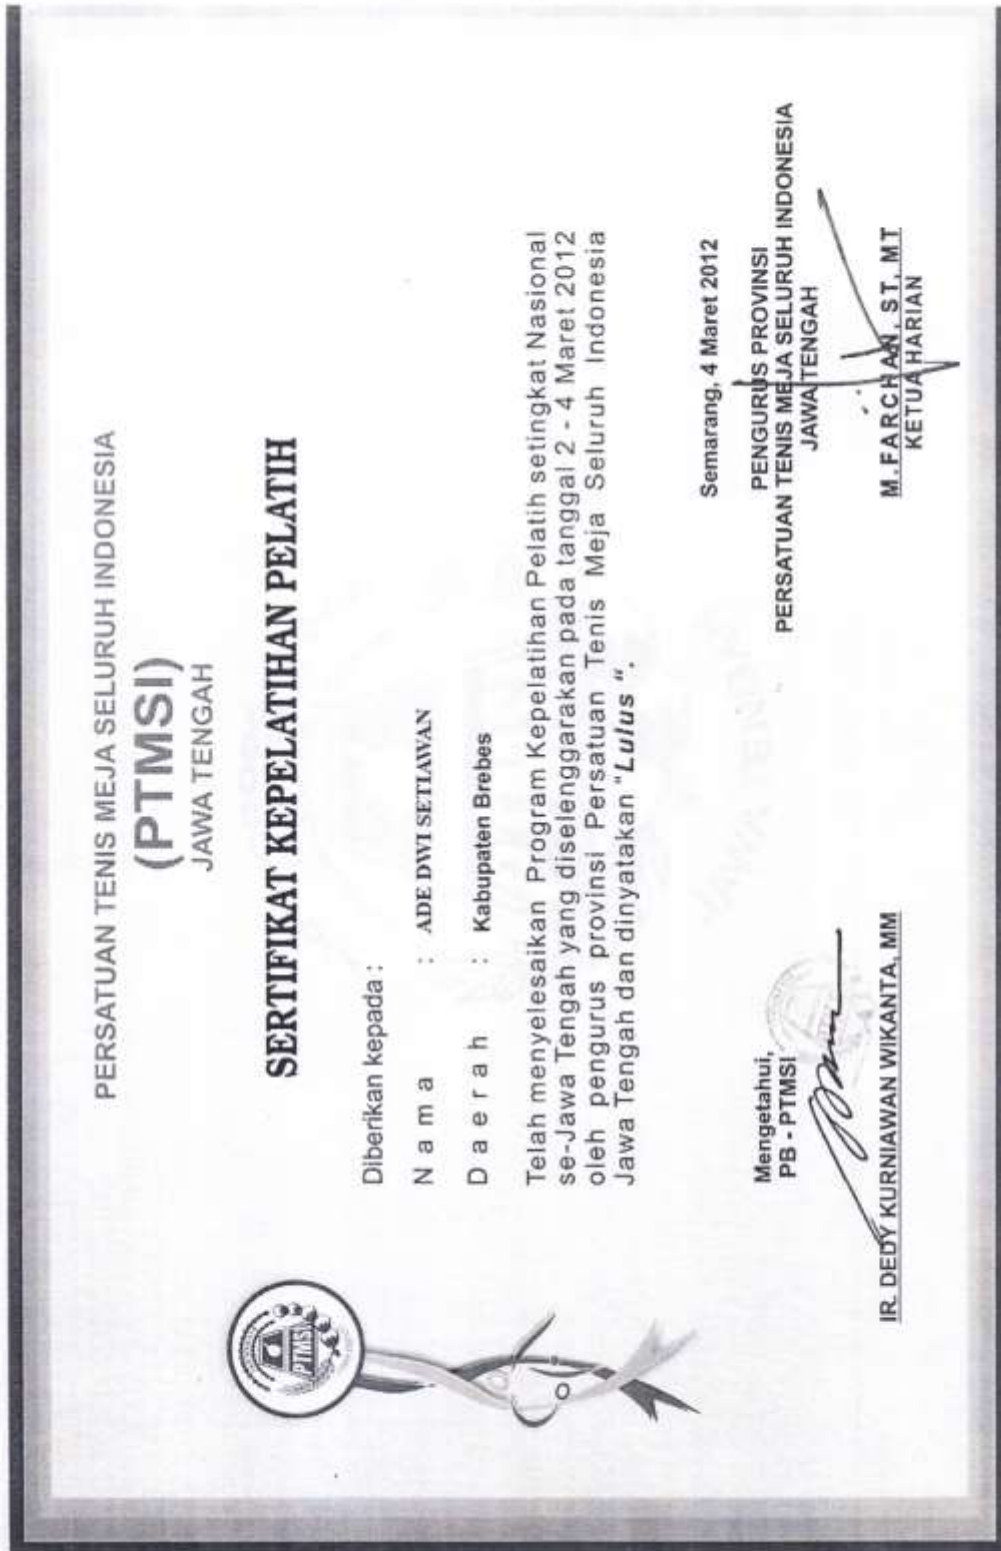 PERSATUAN TENIS MEJA SELURUH INDONESIA
(PTMSI)
JAWA TENGAH
SERTIFIKAT KEPELATIHAN PELATIH
Diberikan kepada :
N a m a : ADE DWI SETIAWAN
D a e r a h : Kabupaten Brebes
Telah menyelesaikan Program Kepelatihan Pelatih setingkat Nasional
se-Jawa Tengah yang diselenggarakan pada tanggal 2 - 4 Maret 2012
oleh pengurus provinsi Persatuan Tenis Meja Seluruh Indonesia
Jawa Tengah dan dinyatakan "Lulus".
Semarang, 4 Maret 2012
Mengetahui,
PB - PTMSI
IR. DEDY KURNIAWAN WIKANTA, MM
PENGURUS PROVINSI
PERSATUAN TENIS MEJA SELURUH INDONESIA
JAWA TENGAH
M. FARCHAN, ST, MT
KETUA HARIAN
PTMSI